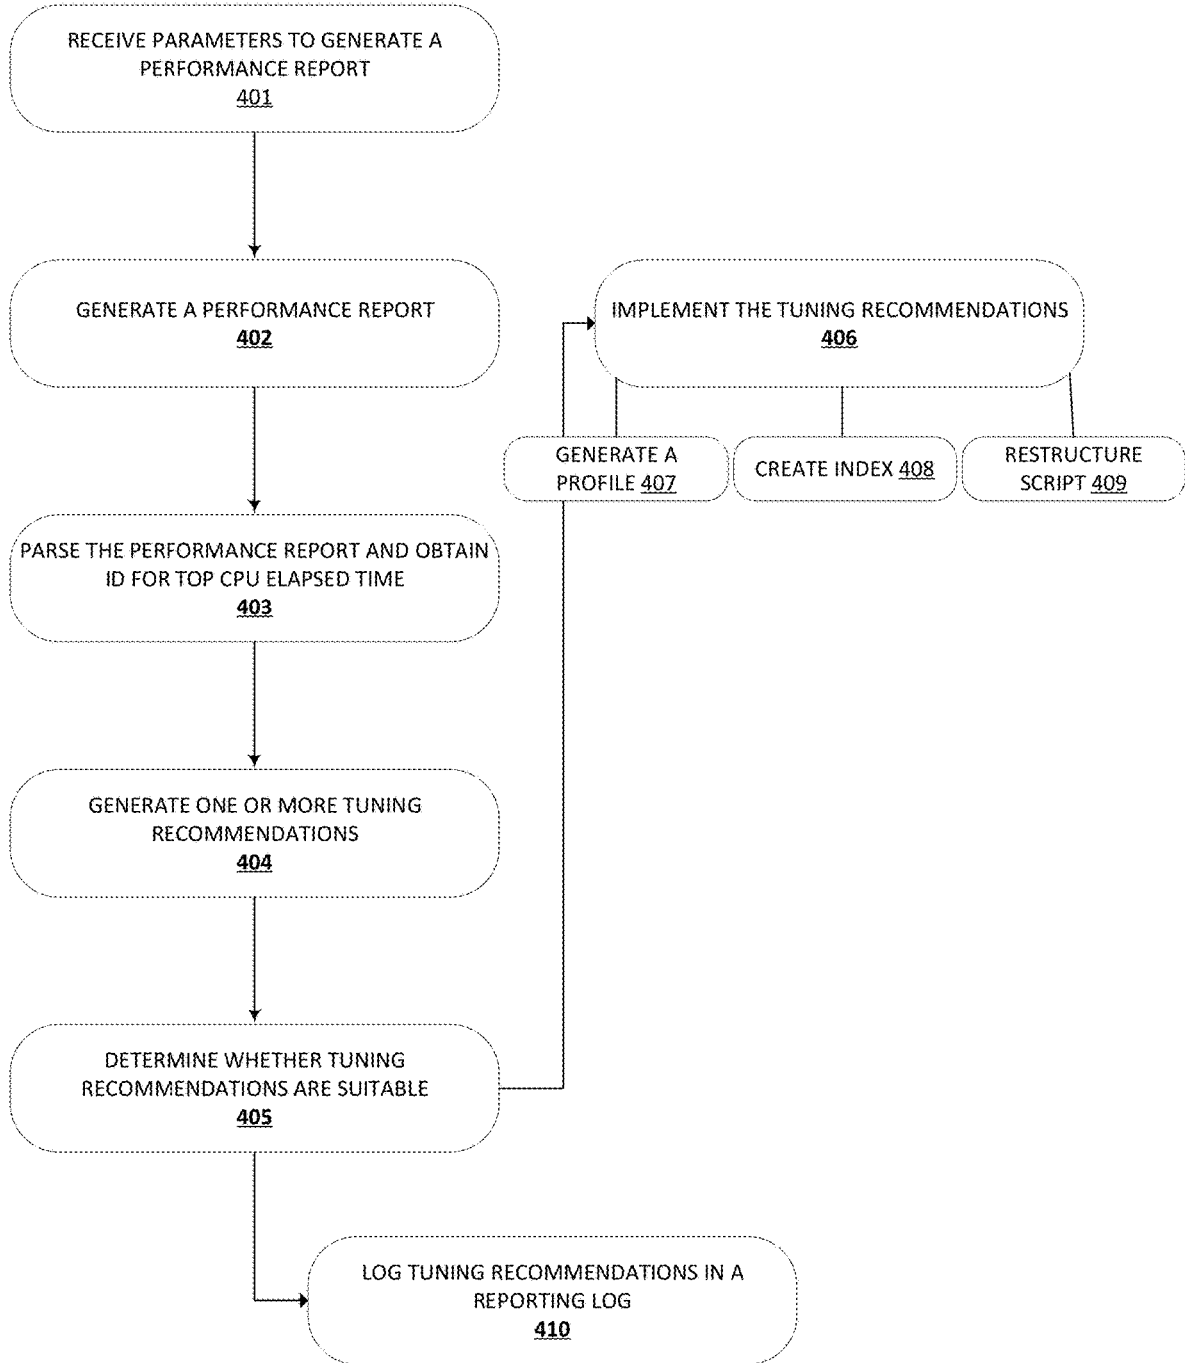 RECEIVE PARAMETERS TO GENERATE A
PERFORMANCE REPORT
401
GENERATE A PERFORMANCE REPORT
402
PARSE THE PERFORMANCE REPORT AND OBTAIN
ID FOR TOP CPU ELAPSED TIME
403
GENERATE ONE OR MORE TUNING
RECOMMENDATIONS
404
DETERMINE WHETHER TUNING
RECOMMENDATIONS ARE SUITABLE
405
IMPLEMENT THE TUNING RECOMMENDATIONS
406
GENERATE A
PROFILE 407
CREATE INDEX 408
RESTRUCTURE
SCRIPT 409
LOG TUNING RECOMMENDATIONS IN A
REPORTING LOG
410